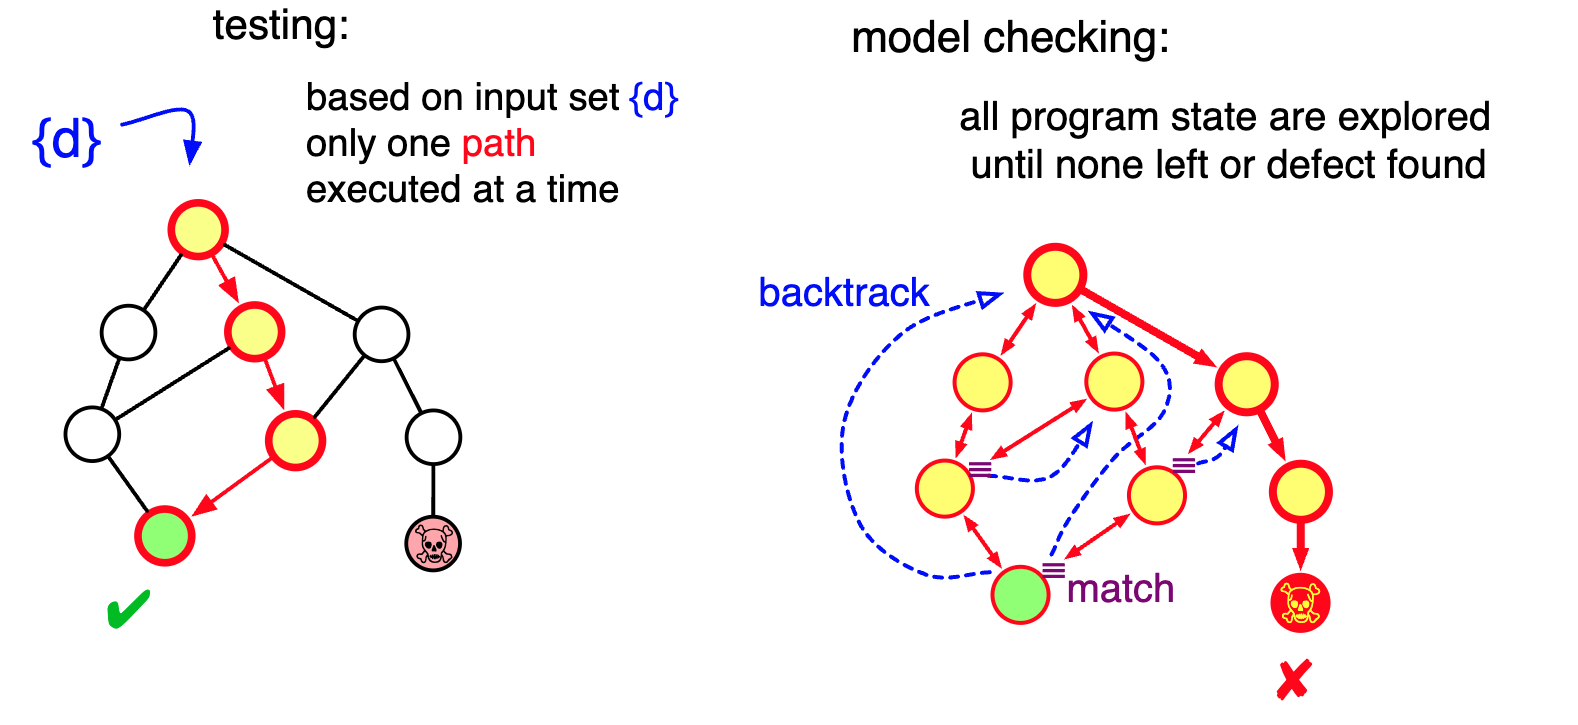 testing:
{d}
based on input set {d}
only one path
executed at a time
model checking:
all program state are explored
until none left or defect found
backtrack
match